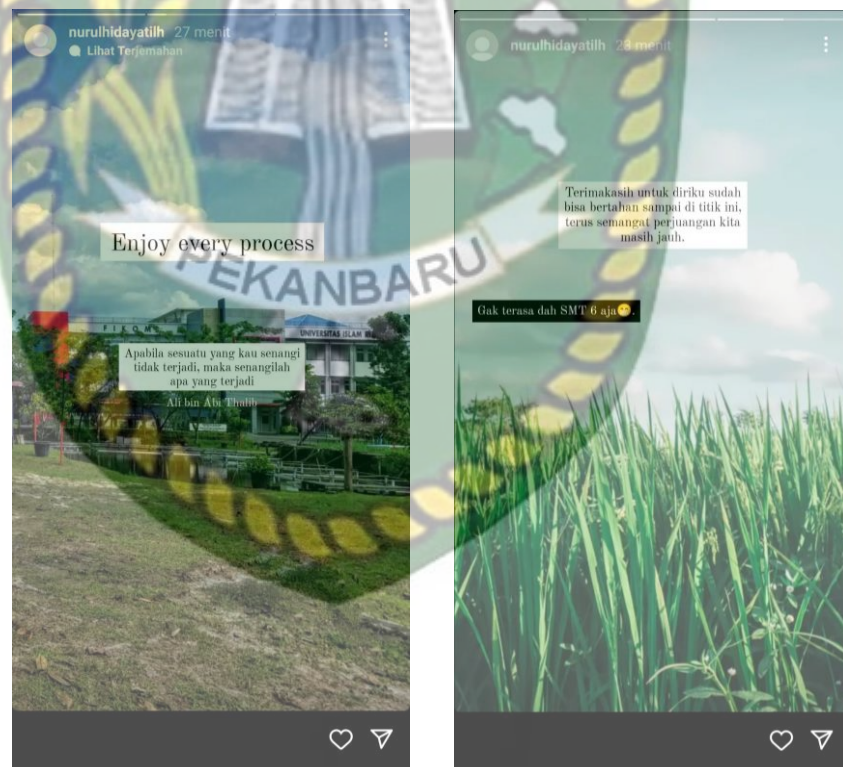 nurulhidayatilh 27 menit
Lihat Terjemahan
Enjoy every process
FIKOM
UNIVERSITAS ISLAM
Apabila sesuatu yang kau senangi
tidak terjadi, maka senangilah
apa yang terjadi
Ali bin Abi Thalib
nurulhidayatilh 28 menit
Terimakasih untuk diriku sudah
bisa bertahan sampai di titik ini,
terus semangat perjuangan kita
masih jauh.
Gak terasa dah SMT 6 aja😁.
PEKANBARU